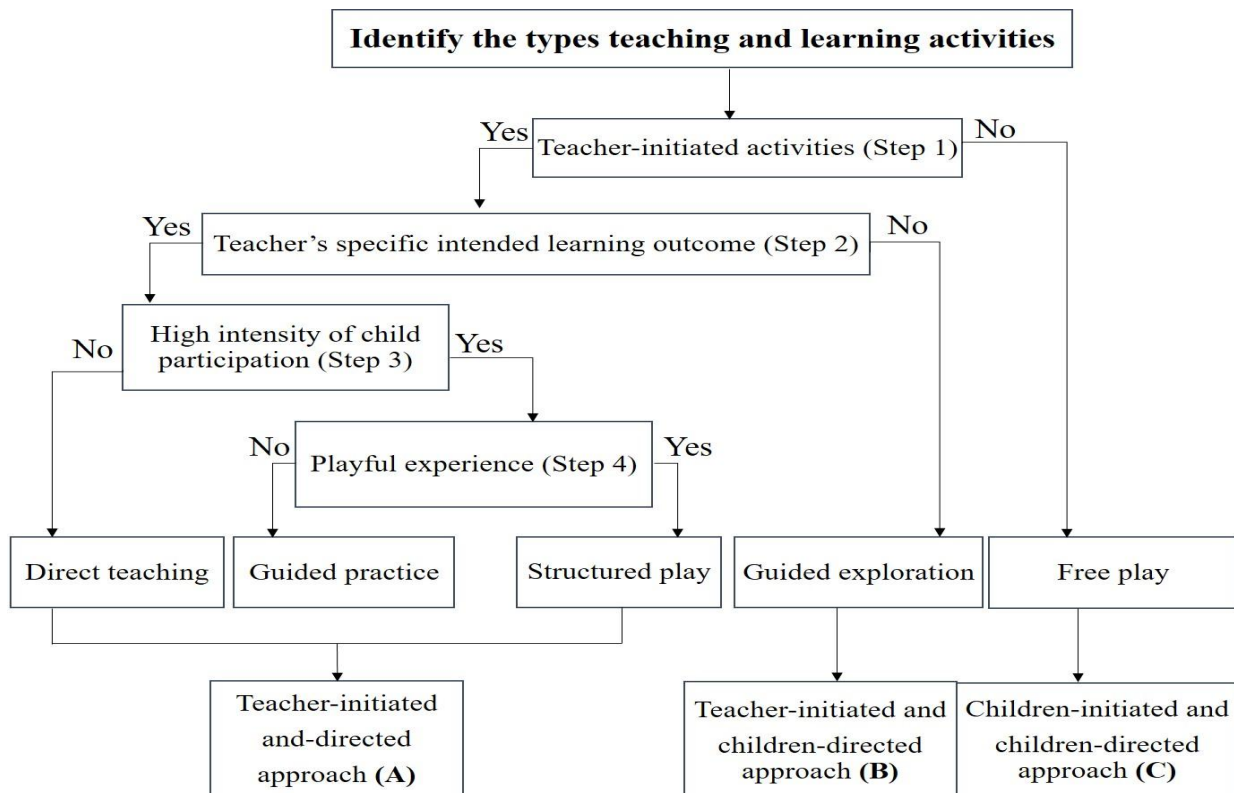 Identify the types teaching and learning activities
Yes
No
Teacher-initiated activities (Step 1)
Yes
No
Teacher’s specific intended learning outcome (Step 2)
No
Yes
High intensity of child
participation (Step 3)
No
Yes
Playful experience (Step 4)
Direct teaching
Guided practice
Structured play
Guided exploration
Free play
Teacher-initiated
and-directed
approach (A)
Teacher-initiated and
children-directed
approach (B)
Children-initiated and
children-directed
approach (C)